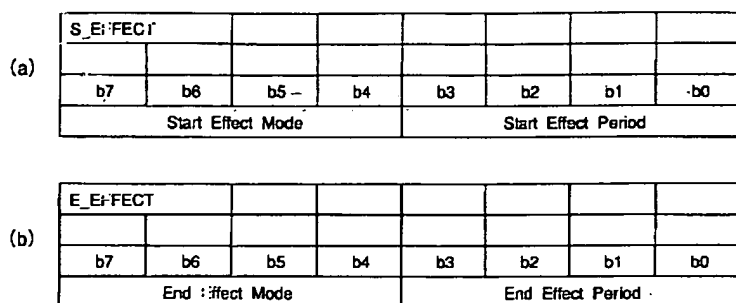 S_EFFECT
(a)
b7 b6 b5 b4 b3 b2 b1 b0
Start Effect Mode Start Effect Period
E_EFFECT
(b)
b7 b6 b5 b4 b3 b2 b1 b0
End Effect Mode End Effect Period